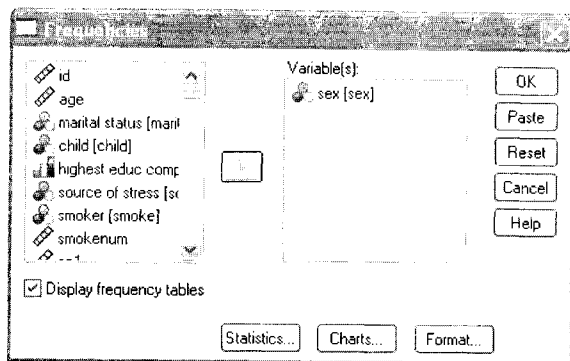 Frequencies
id
age
marital status [marit
child [child]
highest educ comp
source of stress [so
smoker [smoke]
smokenum
Variable(s):
sex [sex]
OK
Paste
Reset
Cancel
Help
Display frequency tables
Statistics...
Charts...
Format...